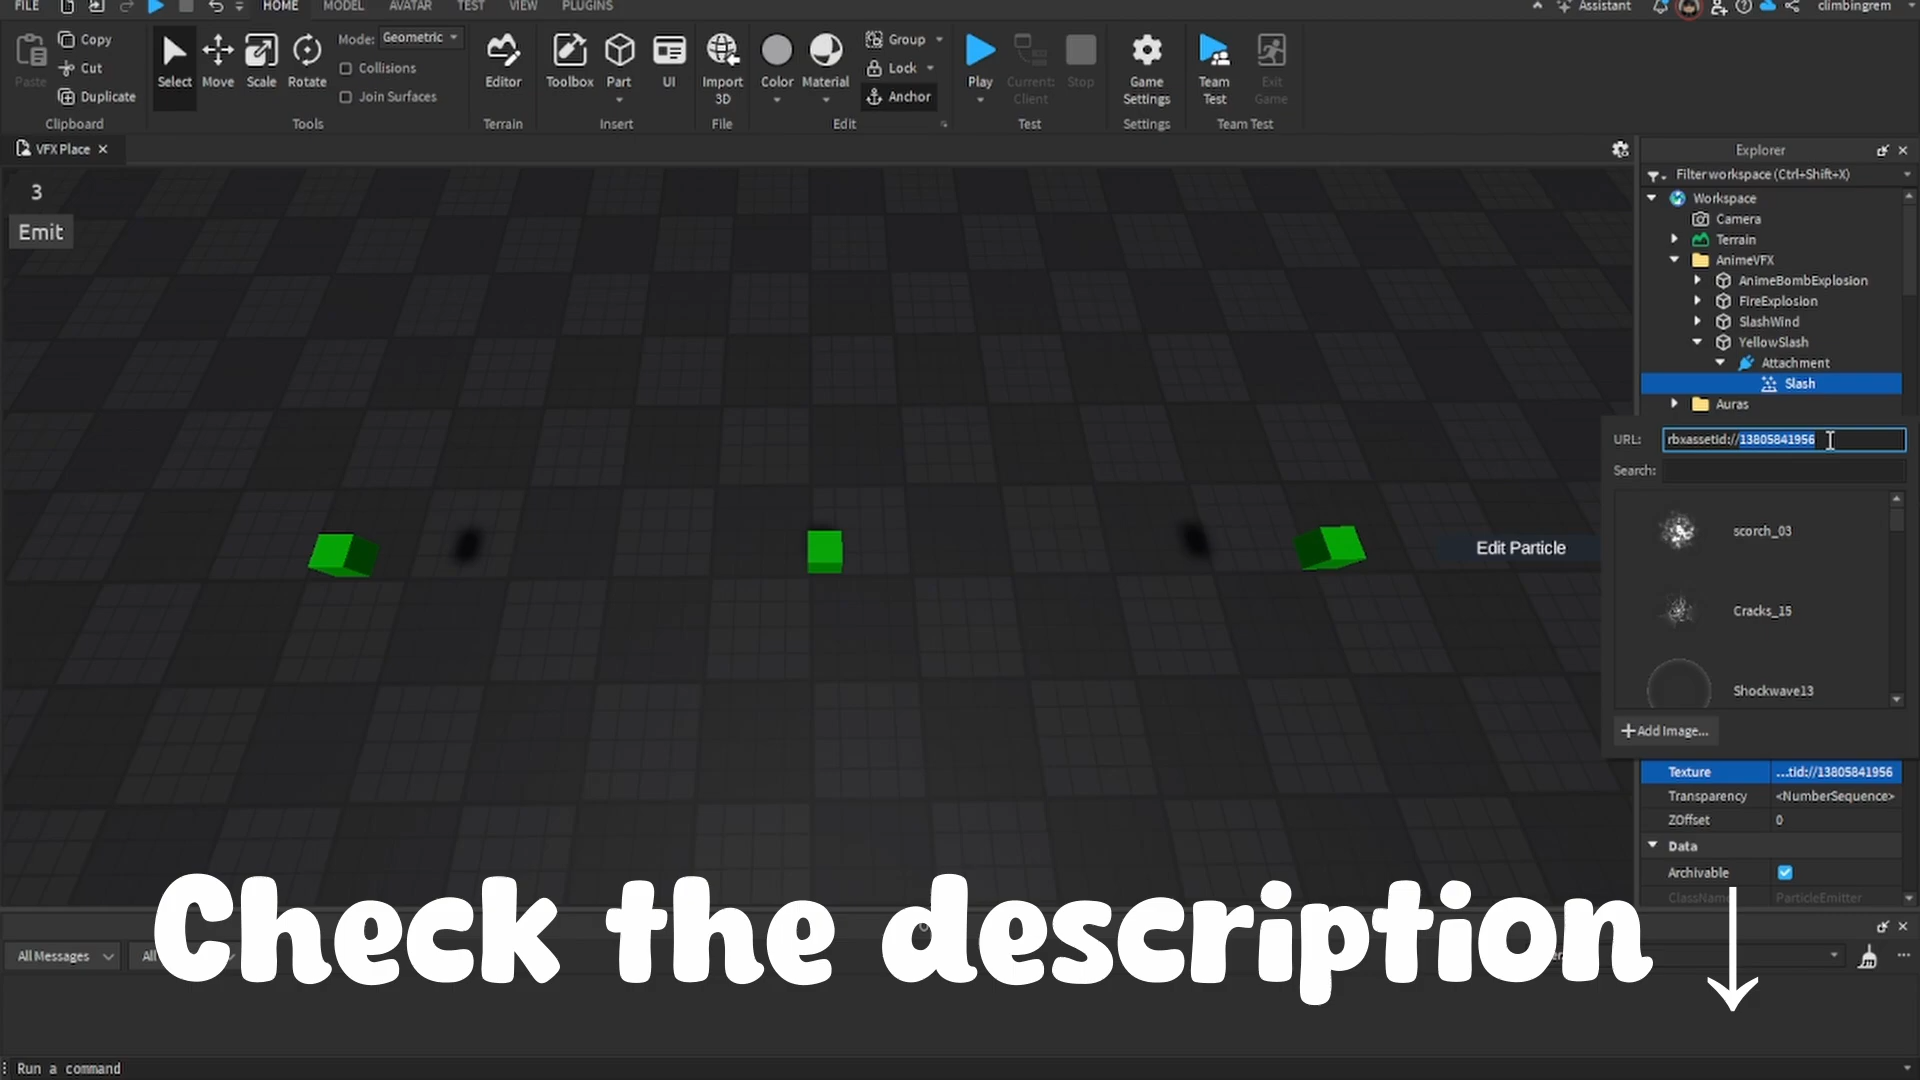 FILE
HOME
MODEL
AVATAR
TEST
VIEW
PLUGINS
Assistant
climbingrem
Paste
Copy
Cut
Duplicate
Clipboard
Select
Move
Scale
Rotate
Mode: Geometric
Collisions
Join Surfaces
Tools
Editor
Terrain
Toolbox
Part
UI
Insert
Import
3D
File
Color
Material
Group
Lock
Anchor
Edit
Play
Current:
Client
Stop
Test
Game
Settings
Settings
Team
Test
Exit
Game
Team Test
VFX Place
3
Emit
Explorer
Filter workspace (Ctrl+Shift+X)
Workspace
Camera
Terrain
AnimeVFX
AnimeBombExplosion
FireExplosion
SlashWind
YellowSlash
Attachment
Slash
Auras
URL: rbxassetid://13805841956
Search:
scorch_03
Edit Particle
Cracks_15
Shockwave13
Add Image...
Texture ...tid://13805841956
Transparency <NumberSequence>
ZOffset 0
Data
Archivable
ClassName ParticleEmitter
Check the description ↓
All Messages
All
Run a command